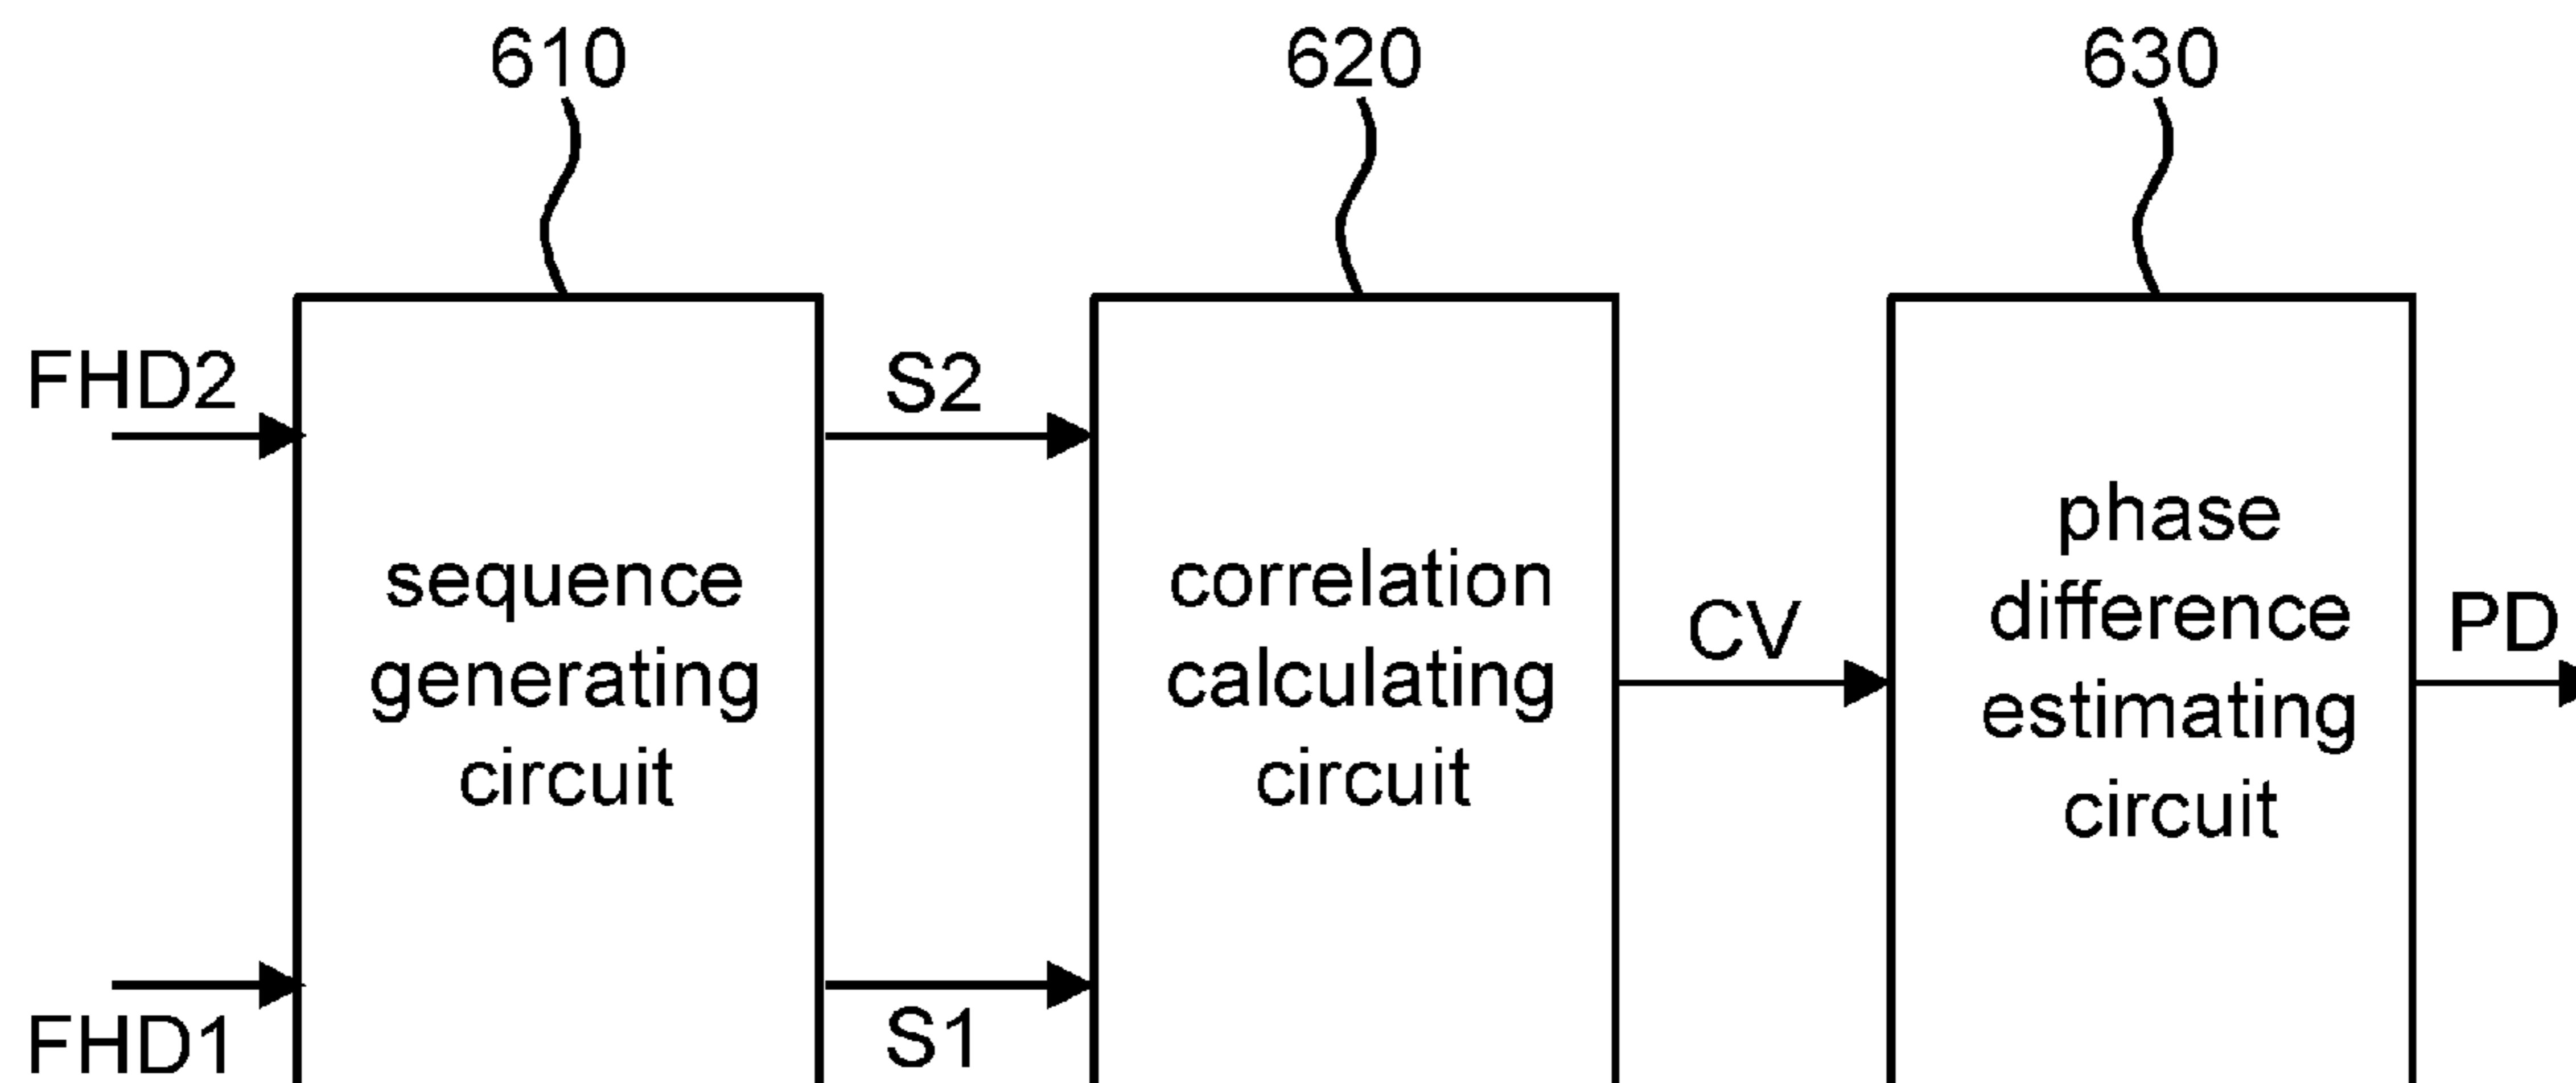 610
620
630
FHD2
S2
sequence
generating
circuit
correlation
calculating
circuit
CV
phase
difference
estimating
circuit
PD
FHD1
S1